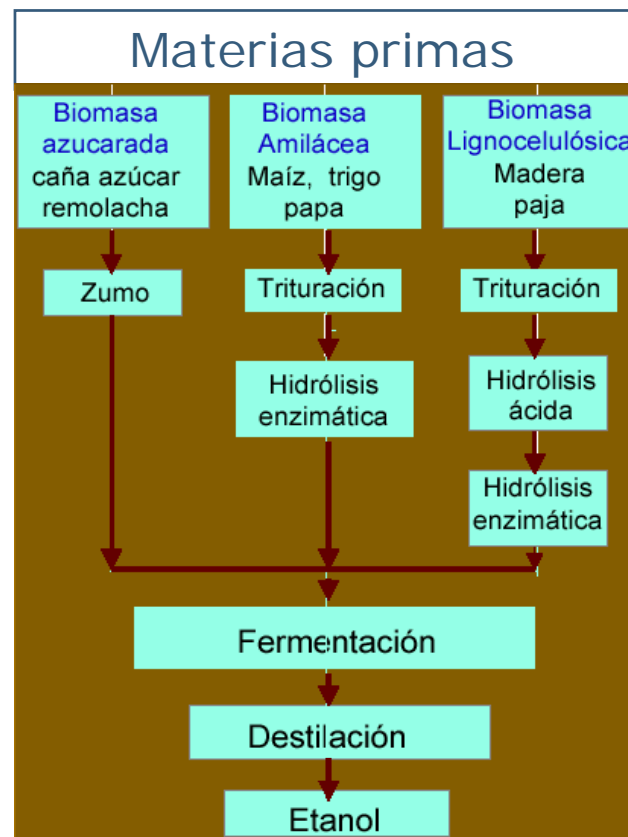 Materias primas
Biomasa
azucarada
caña azúcar
remolacha
Biomasa
Amilácea
Maíz, trigo
papa
Biomasa
Lignocelulósica
Madera
paja
Zumo
Trituración
Trituración
Hidrólisis
enzimática
Hidrólisis
ácida
Hidrólisis
enzimática
Fermentación
Destilación
Etanol